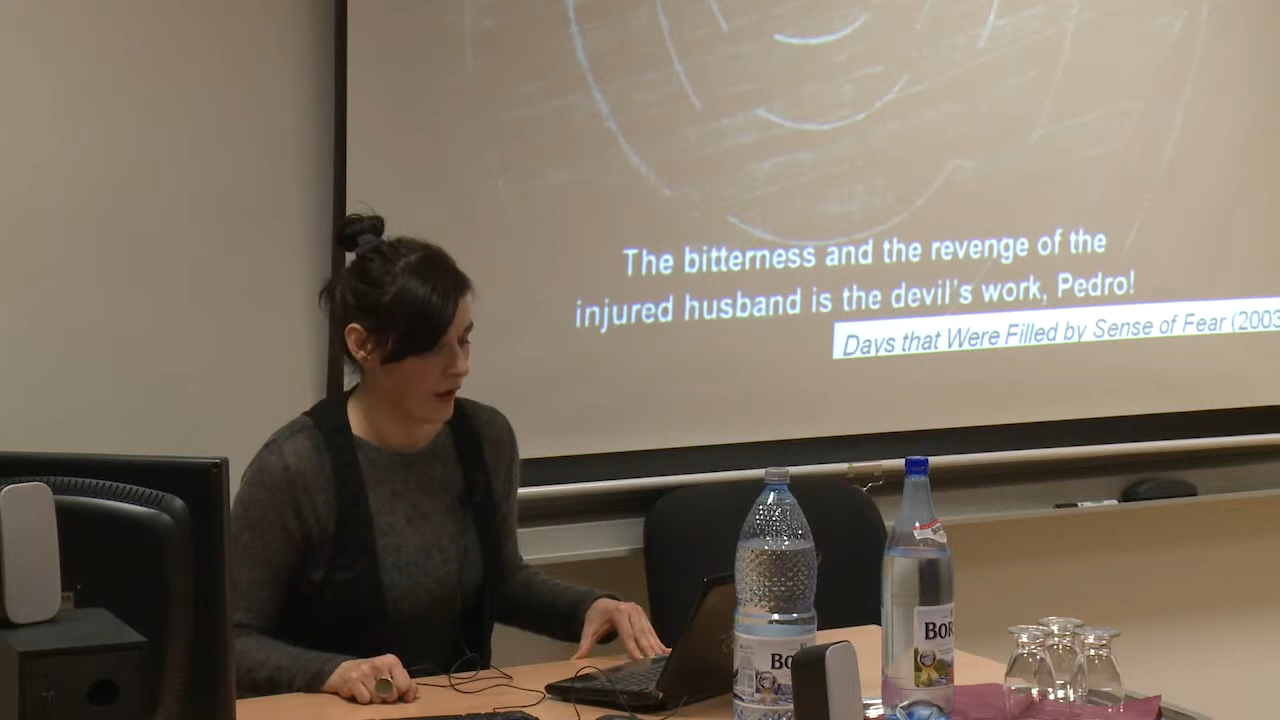 The bitterness and the revenge of the
injured husband is the devil's work, Pedro!
Days that Were Filled by Sense of Fear (2003
BO
BOR